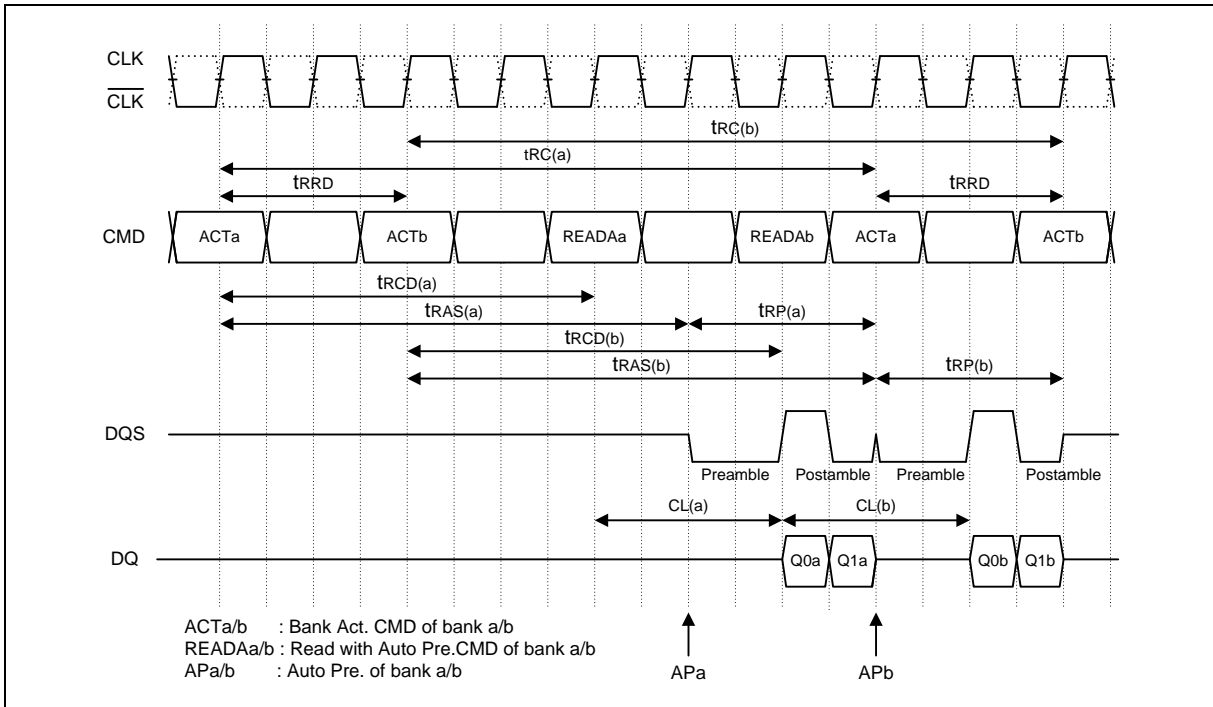 CLK
CLK
tRC(b)
tRC(a)
tRRD tRRD
CMD ACTa ACTb READAa READAb ACTa ACTb
tRCD(a)
tRAS(a) tRP(a)
tRCD(b)
tRAS(b) tRP(b)
DQS
Preamble Postamble Preamble Postamble
CL(a) CL(b)
DQ Q0a Q1a Q0b Q1b
ACTa/b : Bank Act. CMD of bank a/b
READAa/b : Read with Auto Pre.CMD of bank a/b
APa/b : Auto Pre. of bank a/b
APa APb